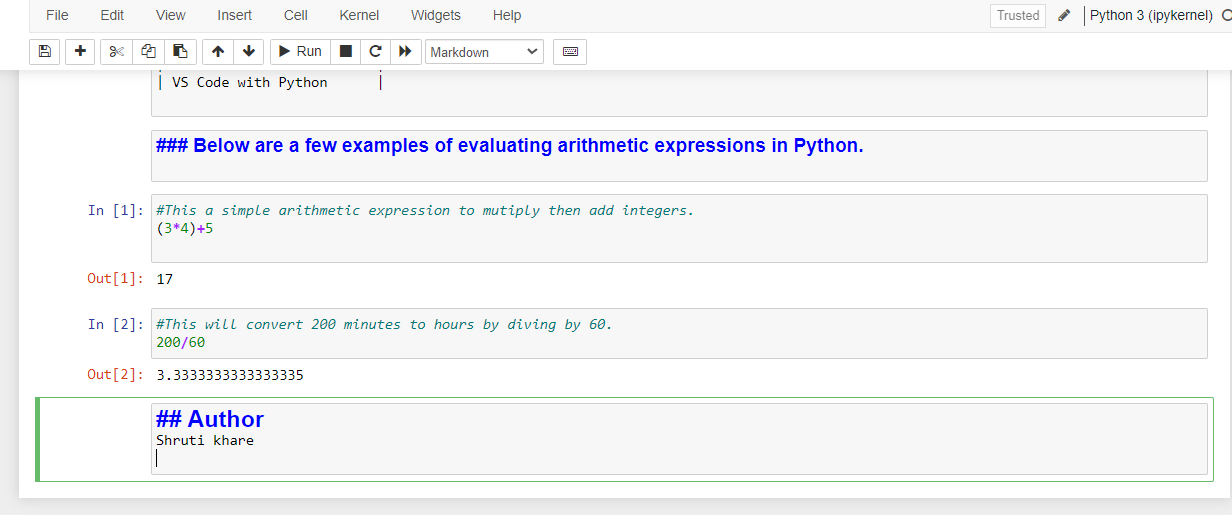 File Edit View Insert Cell Kernel Widgets Help Trusted Python 3 (ipykernel)
Run Markdown
| VS Code with Python |
### Below are a few examples of evaluating arithmetic expressions in Python.
In [1]: #This a simple arithmetic expression to mutiply then add integers.
(3*4)+5
Out[1]: 17
In [2]: #This will convert 200 minutes to hours by diving by 60.
200/60
Out[2]: 3.3333333333333335
## Author
Shruti khare